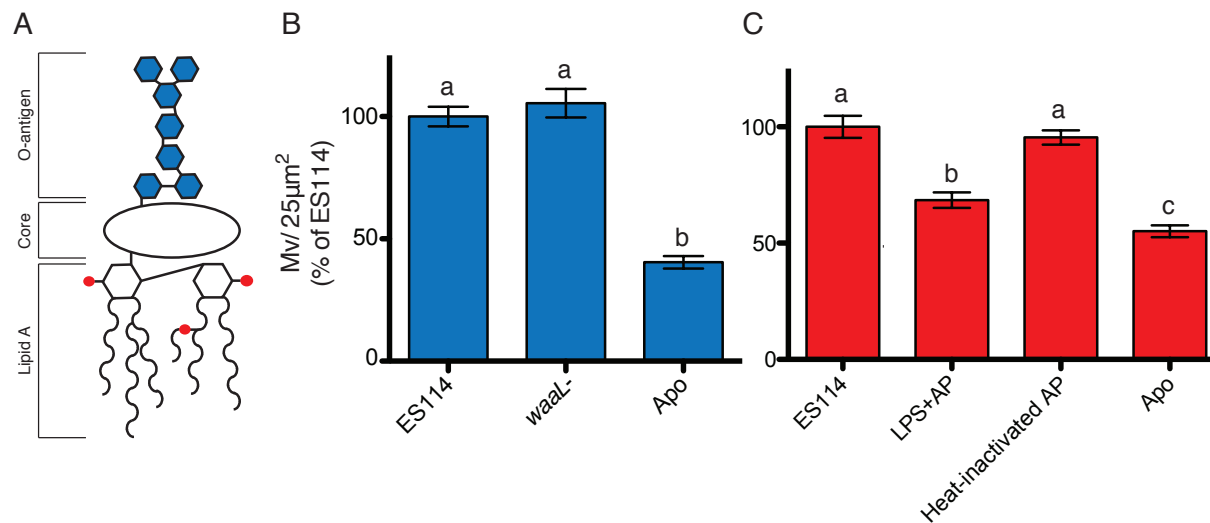 A
O-antigen
Core
Lipid A
B
Mv/ 25µm²
(% of ES114)
100
50
0
a
a
b
ES114
waaL-
Apo
C
100
50
0
a
b
a
c
ES114
LPS+AP
Heat-inactivated AP
Apo